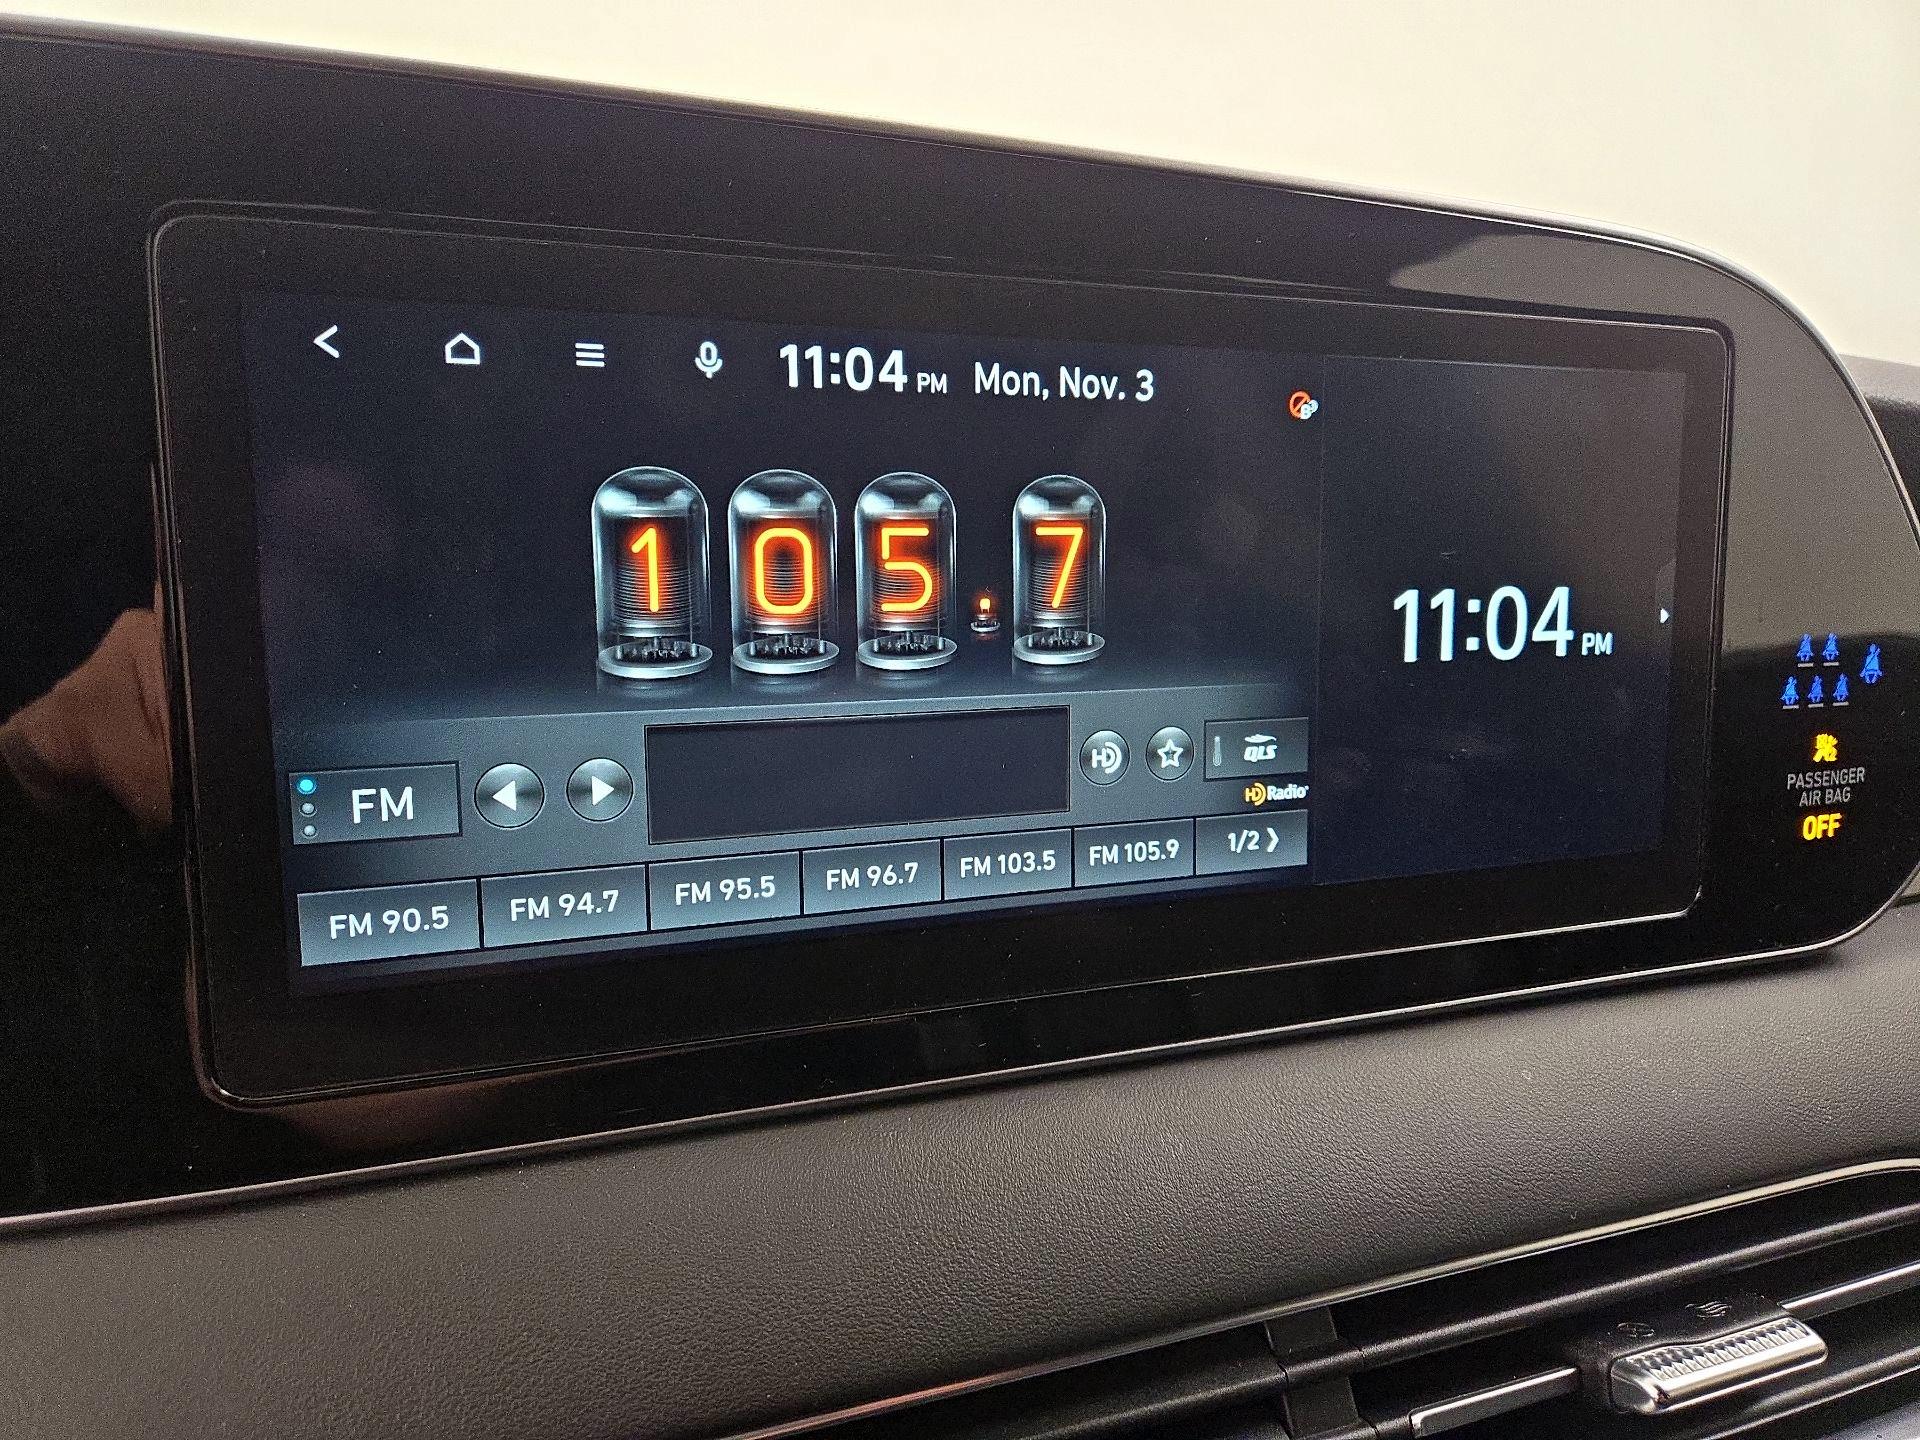 11:04 PM Mon, Nov. 3
105.7
11:04 PM
FM
HD
QLS
HD Radio
FM 90.5
FM 94.7
FM 95.5
FM 96.7
FM 103.5
FM 105.9
1/2
PASSENGER
AIR BAG
OFF